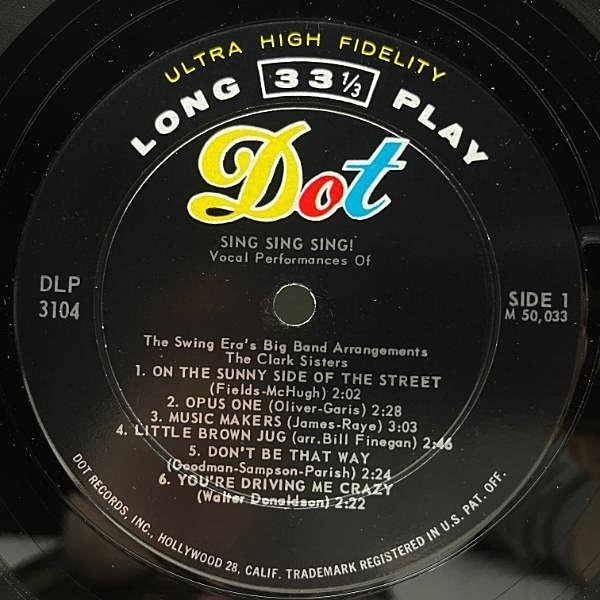 ULTRA HIGH FIDELITY
LONG 33 1/3 PLAY
Dot
SING SING SING!
Vocal Performances Of
DLP
3104
SIDE 1
M 50,033
The Swing Era's Big Band Arrangements
The Clark Sisters
1. ON THE SUNNY SIDE OF THE STREET
(Fields-McHugh) 2:02
2. OPUS ONE (Oliver-Garis) 2:28
3. MUSIC MAKERS (James-Raye) 3:03
4. LITTLE BROWN JUG (arr. Bill Finegan) 2:46
5. DON'T BE THAT WAY
(Goodman-Sampson-Parish) 2:24
6. YOU'RE DRIVING ME CRAZY
(Walter Donaldson) 2:22
DOT RECORDS, INC., HOLLYWOOD 28, CALIF. TRADEMARK REGISTERED IN U.S. PAT. OFF.